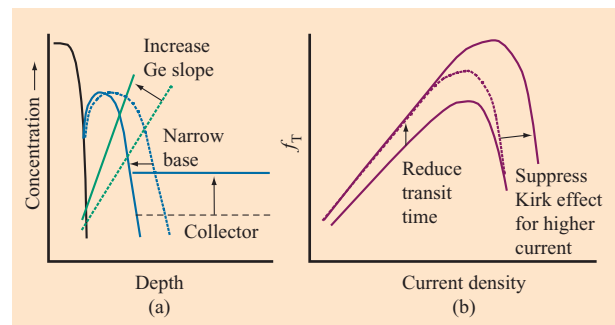 Concentration
Increase
Ge slope
Narrow
base
Collector
Depth
(a)
f_T
Reduce
transit
time
Suppress
Kirk effect
for higher
current
Current density
(b)